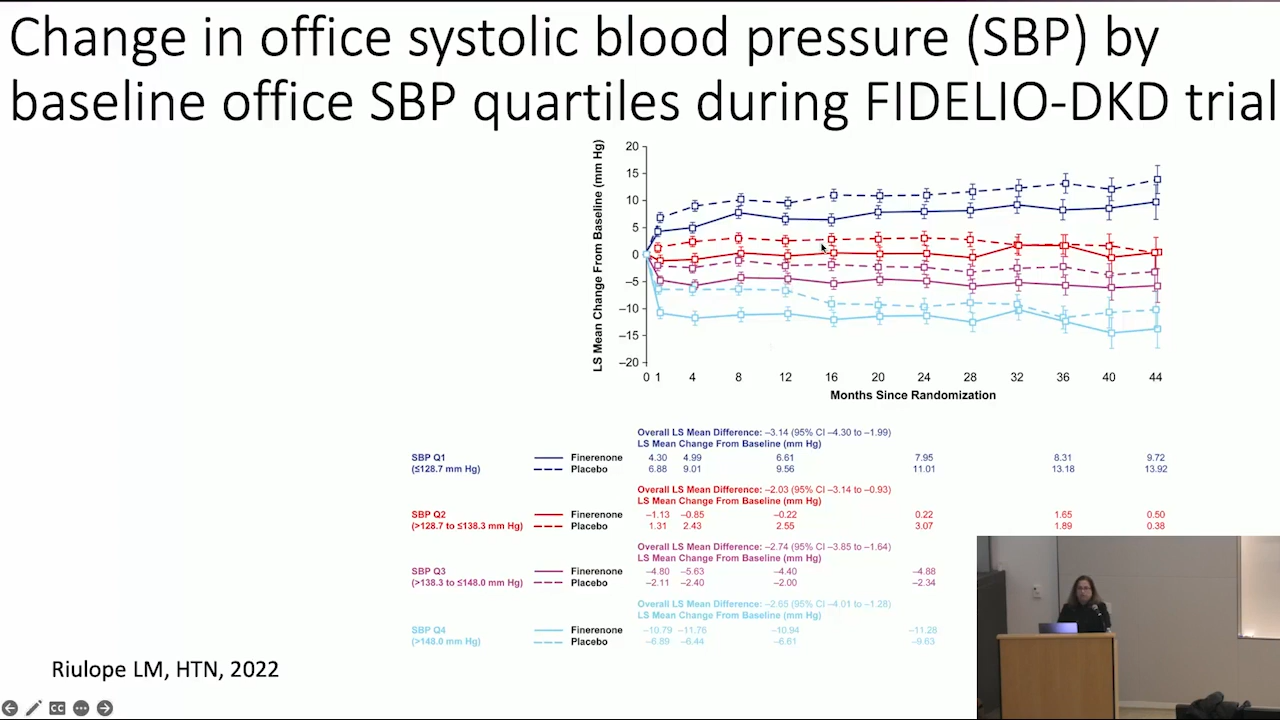 Change in office systolic blood pressure (SBP) by
baseline office SBP quartiles during FIDELIO-DKD trial
LS Mean Change From Baseline (mm Hg)
20
15
10
5
0
−5
−10
−15
−20
0 1 4 8 12 16 20 24 28 32 36 40 44
Months Since Randomization
Overall LS Mean Difference: −3.14 (95% CI −4.30 to −1.99)
LS Mean Change From Baseline (mm Hg)
SBP Q1 Finerenone 4.30 4.99 6.61 7.95 8.31 9.72
(≤128.7 mm Hg) Placebo 6.88 9.01 9.56 11.01 13.18 13.92
Overall LS Mean Difference: −2.03 (95% CI −3.14 to −0.93)
LS Mean Change From Baseline (mm Hg)
SBP Q2 Finerenone −1.13 −0.85 −0.22 0.22 1.65 0.50
(>128.7 to ≤138.3 mm Hg) Placebo 1.31 2.43 2.55 3.07 1.89 0.38
Overall LS Mean Difference: −2.74 (95% CI −3.85 to −1.64)
LS Mean Change From Baseline (mm Hg)
SBP Q3 Finerenone −4.80 −5.63 −4.40 −4.88
(>138.3 to ≤148.0 mm Hg) Placebo −2.11 −2.40 −2.00 −2.34
Overall LS Mean Difference: −2.65 (95% CI −4.01 to −1.28)
LS Mean Change From Baseline (mm Hg)
SBP Q4 Finerenone −10.79 −11.76 −10.94 −11.28
(>148.0 mm Hg) Placebo −6.89 −6.44 −6.61 −9.63
Riulope LM, HTN, 2022
CC